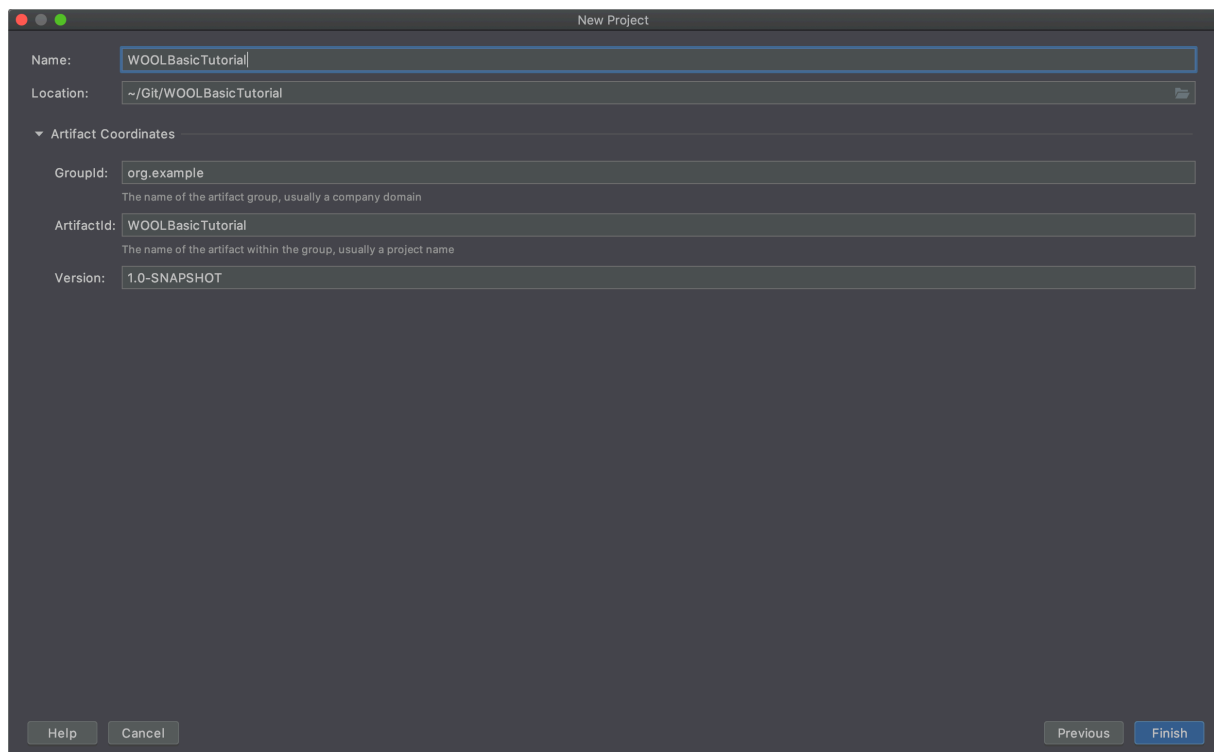 New Project
Name: WOOLBasicTutorial
Location: ~/Git/WOOLBasicTutorial
Artifact Coordinates
GroupId: org.example
The name of the artifact group, usually a company domain
ArtifactId: WOOLBasicTutorial
The name of the artifact within the group, usually a project name
Version: 1.0-SNAPSHOT
Help Cancel Previous Finish